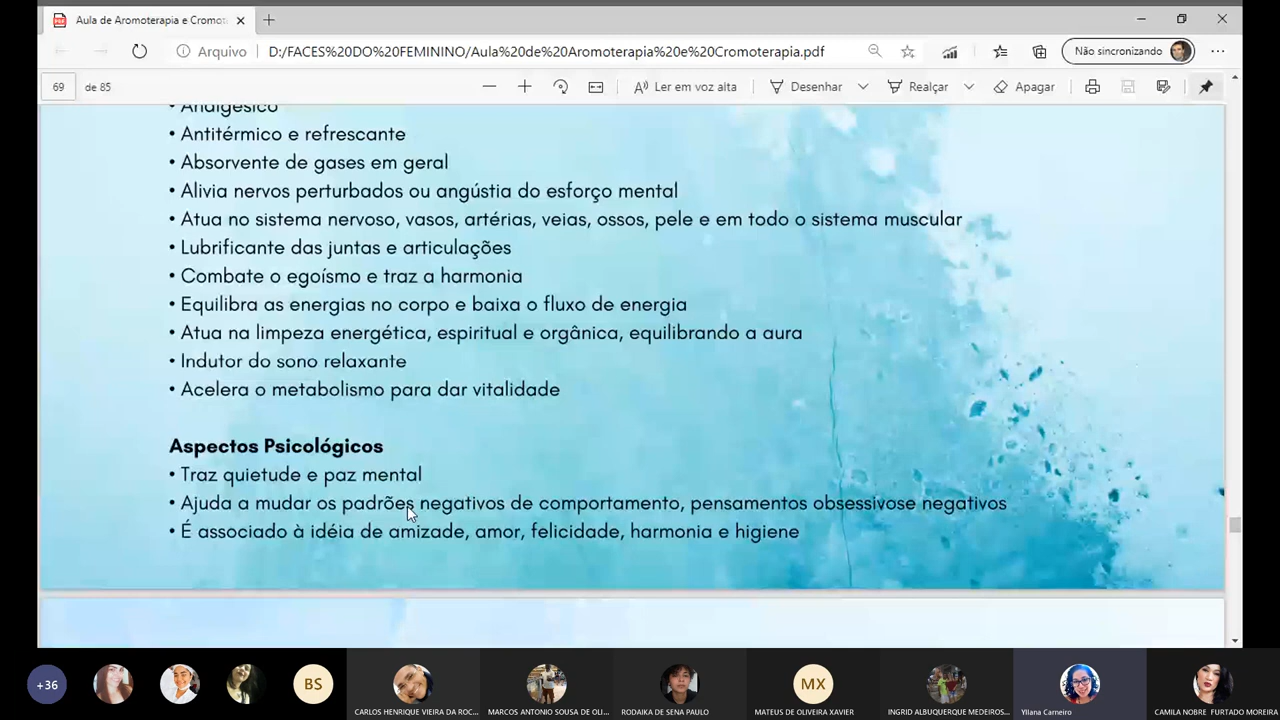 Aula de Aromoterapia e Cromot
Arquivo
D:/FACES%20DO%20FEMININO/Aula%20de%20Aromoterapia%20e%20Cromoterapia.pdf
Não sincronizando
69 de 85
Ler em voz alta
Desenhar
Realçar
Apagar
• Analgésico
• Antitérmico e refrescante
• Absorvente de gases em geral
• Alivia nervos perturbados ou angústia do esforço mental
• Atua no sistema nervoso, vasos, artérias, veias, ossos, pele e em todo o sistema muscular
• Lubrificante das juntas e articulações
• Combate o egoísmo e traz a harmonia
• Equilibra as energias no corpo e baixa o fluxo de energia
• Atua na limpeza energética, espiritual e orgânica, equilibrando a aura
• Indutor do sono relaxante
• Acelera o metabolismo para dar vitalidade
Aspectos Psicológicos
• Traz quietude e paz mental
• Ajuda a mudar os padrões negativos de comportamento, pensamentos obsessivose negativos
• É associado à idéia de amizade, amor, felicidade, harmonia e higiene
+36
BS
MX
CARLOS HENRIQUE VIEIRA DA ROC...
MARCOS ANTONIO SOUSA DE OLI...
RODAIKA DE SENA PAULO
MATEUS DE OLIVEIRA XAVIER
INGRID ALBUQUERQUE MEDEIROS...
Yllana Carneiro
CAMILA NOBRE FURTADO MOREIRA